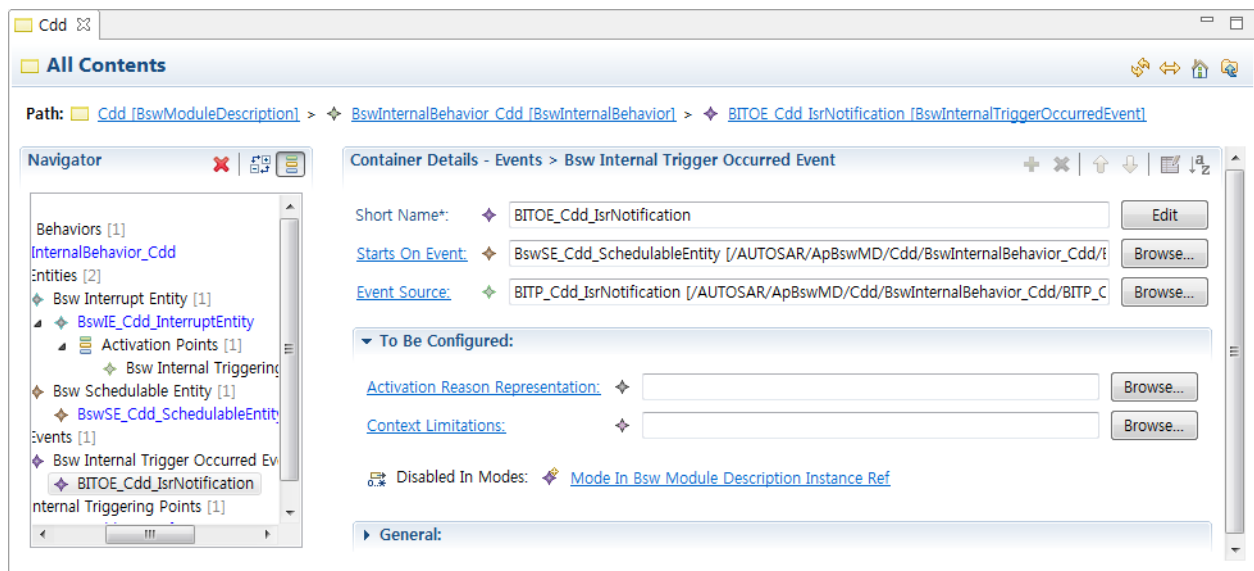 Cdd
All Contents
Path: Cdd [BswModuleDescription] > BswInternalBehavior_Cdd [BswInternalBehavior] > BITOE_Cdd_IsrNotification [BswInternalTriggerOccurredEvent]
Navigator
Behaviors [1]
InternalBehavior_Cdd
Entities [2]
Bsw Interrupt Entity [1]
BswIE_Cdd_InterruptEntity
Activation Points [1]
Bsw Internal Triggering
Bsw Schedulable Entity [1]
BswSE_Cdd_SchedulableEntity
Events [1]
Bsw Internal Trigger Occurred Ev
BITOE_Cdd_IsrNotification
nternal Triggering Points [1]
Container Details - Events > Bsw Internal Trigger Occurred Event
Short Name*: BITOE_Cdd_IsrNotification Edit
Starts On Event: BswSE_Cdd_SchedulableEntity [/AUTOSAR/ApBswMD/Cdd/BswInternalBehavior_Cdd/E Browse...
Event Source: BITP_Cdd_IsrNotification [/AUTOSAR/ApBswMD/Cdd/BswInternalBehavior_Cdd/BITP_C Browse...
To Be Configured:
Activation Reason Representation: Browse...
Context Limitations: Browse...
Disabled In Modes: Mode In Bsw Module Description Instance Ref
General: